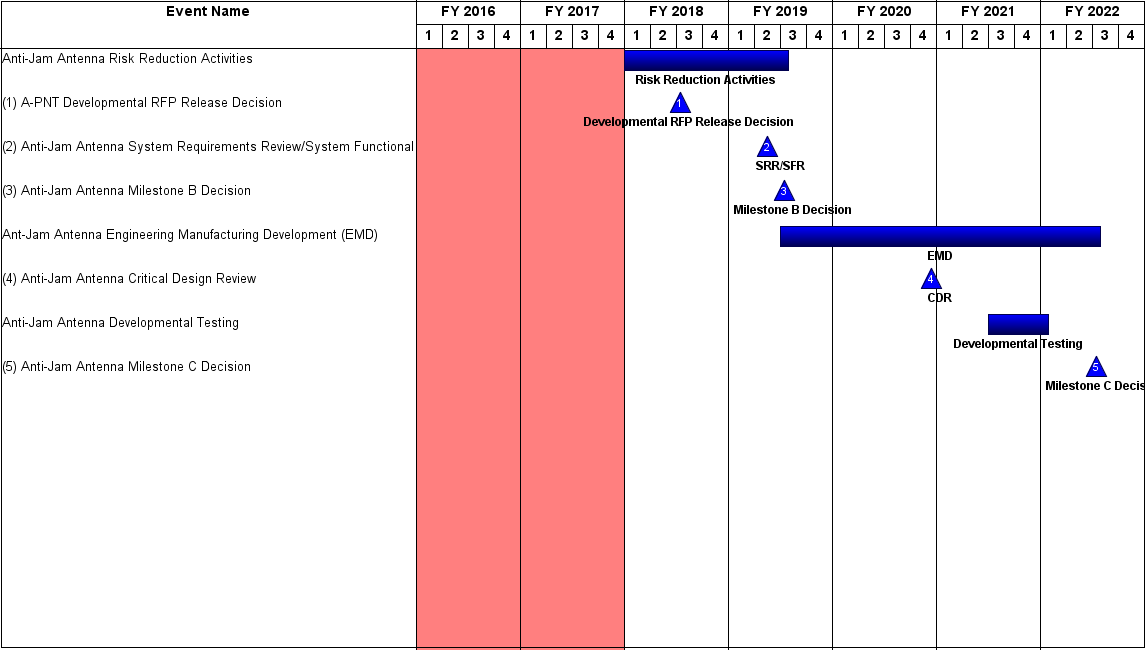 Event Name FY 2016 FY 2017 FY 2018 FY 2019 FY 2020 FY 2021 FY 2022
1 2 3 4 1 2 3 4 1 2 3 4 1 2 3 4 1 2 3 4 1 2 3 4 1 2 3 4
Anti-Jam Antenna Risk Reduction Activities
Risk Reduction Activities
(1) A-PNT Developmental RFP Release Decision 1
Developmental RFP Release Decision
(2) Anti-Jam Antenna System Requirements Review/System Functional 2
SRR/SFR
(3) Anti-Jam Antenna Milestone B Decision 3
Milestone B Decision
Ant-Jam Antenna Engineering Manufacturing Development (EMD)
EMD
(4) Anti-Jam Antenna Critical Design Review 4
CDR
Anti-Jam Antenna Developmental Testing
Developmental Testing
(5) Anti-Jam Antenna Milestone C Decision 5
Milestone C Decis